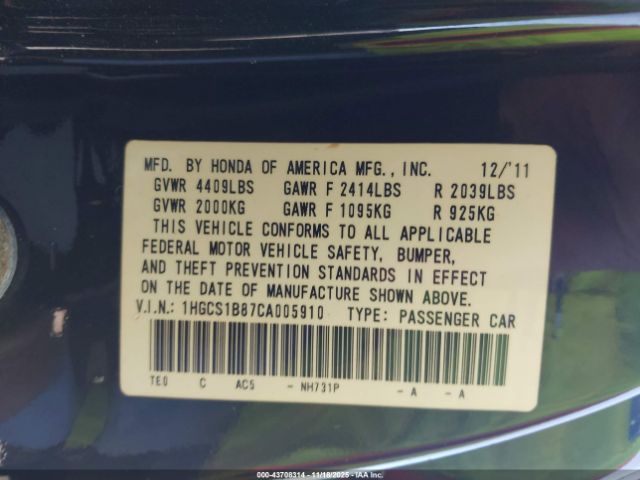 MFD. BY HONDA OF AMERICA MFG., INC. 12/'11
GVWR 4409LBS GAWR F 2414LBS R 2039LBS
GVWR 2000KG GAWR F 1095KG R 925KG
THIS VEHICLE CONFORMS TO ALL APPLICABLE
FEDERAL MOTOR VEHICLE SAFETY, BUMPER,
AND THEFT PREVENTION STANDARDS IN EFFECT
ON THE DATE OF MANUFACTURE SHOWN ABOVE.
V.I.N.: 1HGCS1B87CA005910 TYPE: PASSENGER CAR
TE0 C AC5 - NH731P - A - A
000-43708314 - 11/18/2025 - IAAI.com